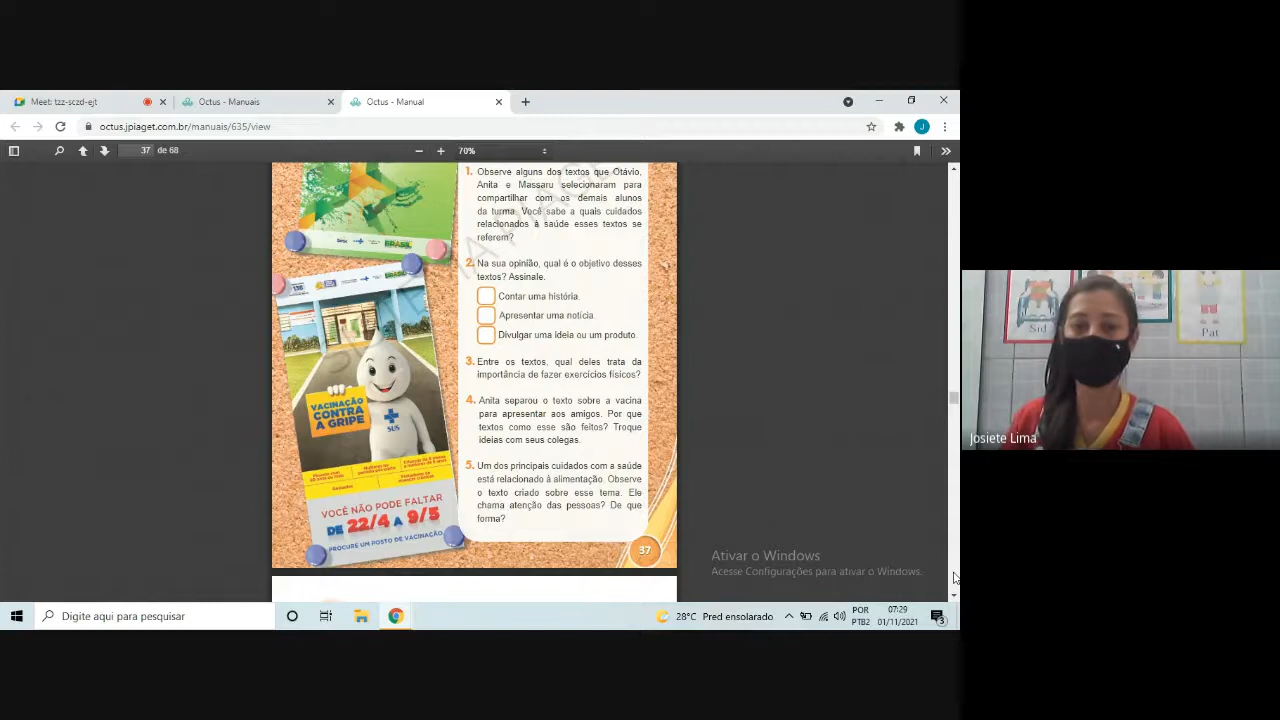 Meet: tzz-sczd-ejt
Octus - Manuais
Octus - Manual
octus.jpiaget.com.br/manuais/635/view
37 de 68
70%
1. Observe alguns dos textos que Otávio,
Anita e Massaru selecionaram para
compartilhar com os demais alunos
da turma. Você sabe a quais cuidados
relacionados à saúde esses textos se
referem?
2. Na sua opinião, qual é o objetivo desses
textos? Assinale.
Contar uma história.
Apresentar uma notícia.
Divulgar uma ideia ou um produto.
3. Entre os textos, qual deles trata da
importância de fazer exercícios físicos?
4. Anita separou o texto sobre a vacina
para apresentar aos amigos. Por que
textos como esse são feitos? Troque
ideias com seus colegas.
5. Um dos principais cuidados com a saúde
está relacionado à alimentação. Observe
o texto criado sobre esse tema. Ele
chama atenção das pessoas? De que
forma?
37
BRASIL
VACINAÇÃO
CONTRA
A GRIPE
SUS
VOCÊ NÃO PODE FALTAR
DE 22/4 A 9/5
PROCURE UM POSTO DE VACINAÇÃO.
Sid
Pat
Josiete Lima
Ativar o Windows
Acesse Configurações para ativar o Windows.
Digite aqui para pesquisar
28°C Pred ensolarado
POR
PTB2
07:29
01/11/2021
3